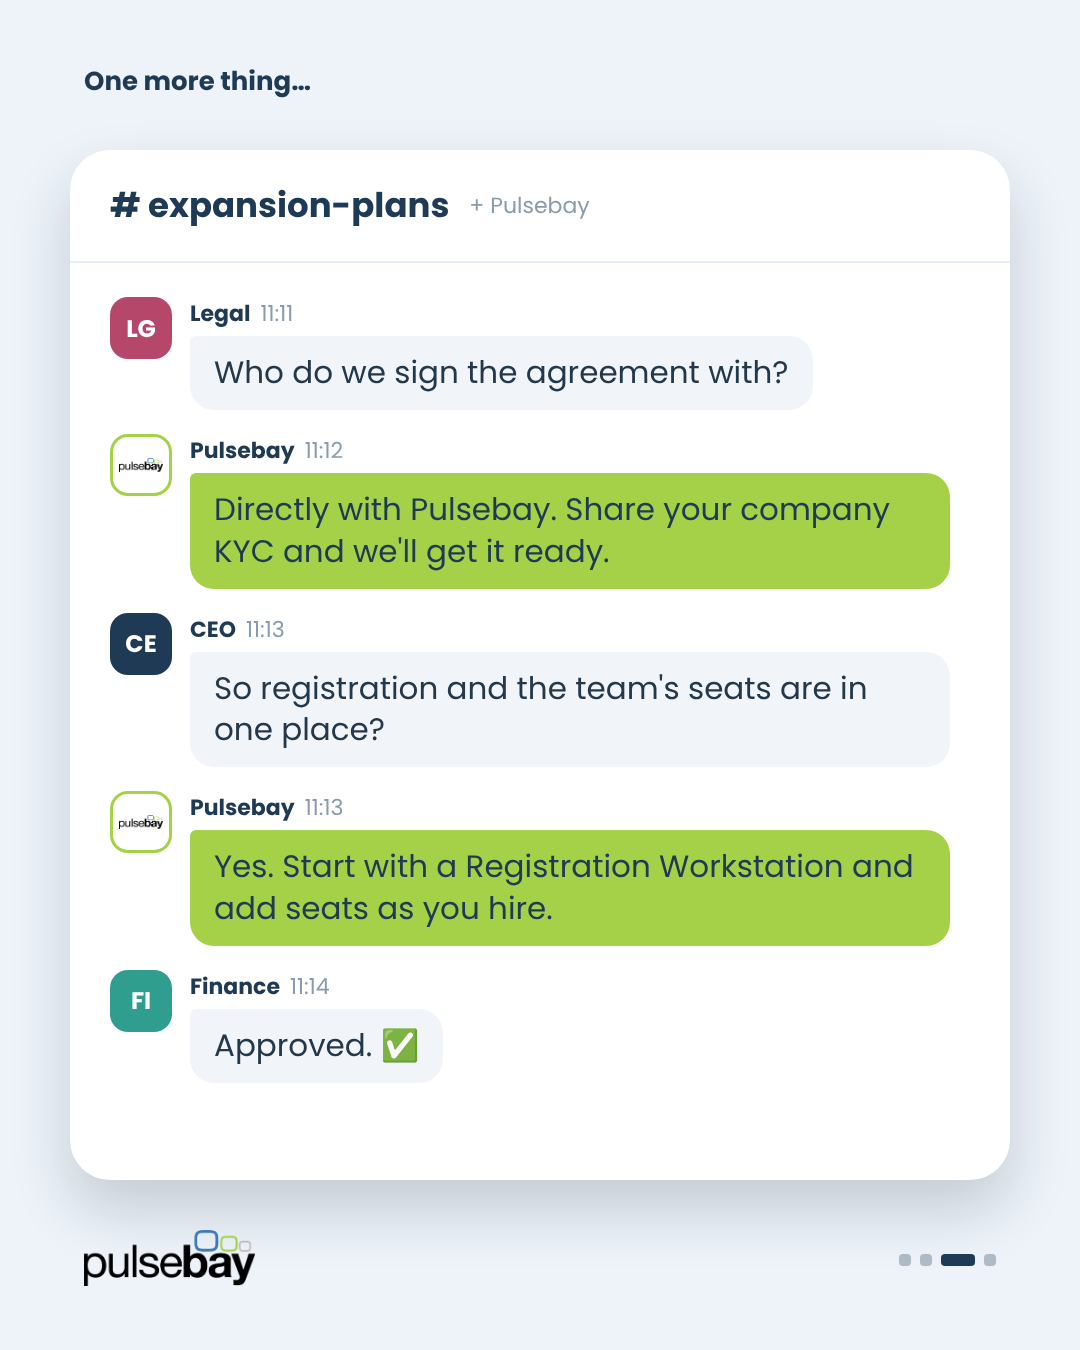 One more thing...
# expansion-plans + Pulsebay
LG
Legal 11:11
Who do we sign the agreement with?
pulsebay
Pulsebay 11:12
Directly with Pulsebay. Share your company
KYC and we'll get it ready.
CE
CEO 11:13
So registration and the team's seats are in
one place?
pulsebay
Pulsebay 11:13
Yes. Start with a Registration Workstation and
add seats as you hire.
FI
Finance 11:14
Approved. ✅
pulsebay